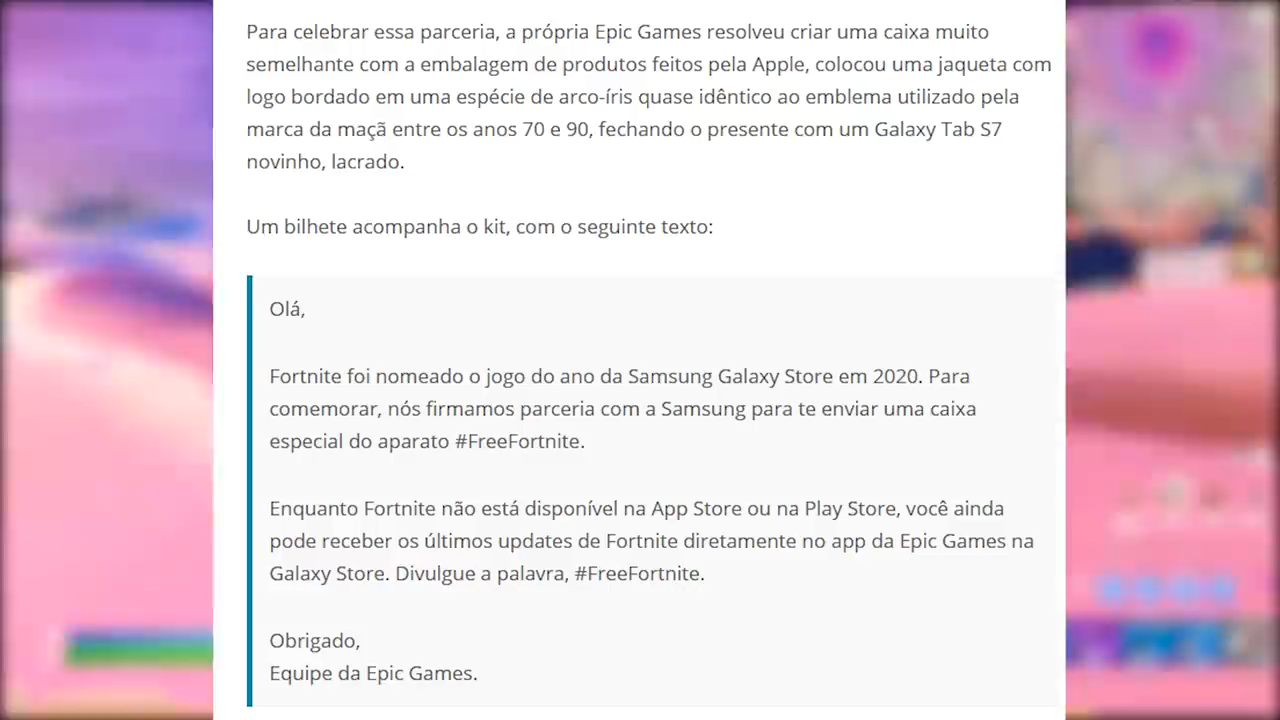 Para celebrar essa parceria, a própria Epic Games resolveu criar uma caixa muito
semelhante com a embalagem de produtos feitos pela Apple, colocou uma jaqueta com
logo bordado em uma espécie de arco-íris quase idêntico ao emblema utilizado pela
marca da maçã entre os anos 70 e 90, fechando o presente com um Galaxy Tab S7
novinho, lacrado.
Um bilhete acompanha o kit, com o seguinte texto:
Olá,
Fortnite foi nomeado o jogo do ano da Samsung Galaxy Store em 2020. Para
comemorar, nós firmamos parceria com a Samsung para te enviar uma caixa
especial do aparato #FreeFortnite.
Enquanto Fortnite não está disponível na App Store ou na Play Store, você ainda
pode receber os últimos updates de Fortnite diretamente no app da Epic Games na
Galaxy Store. Divulgue a palavra, #FreeFortnite.
Obrigado,
Equipe da Epic Games.